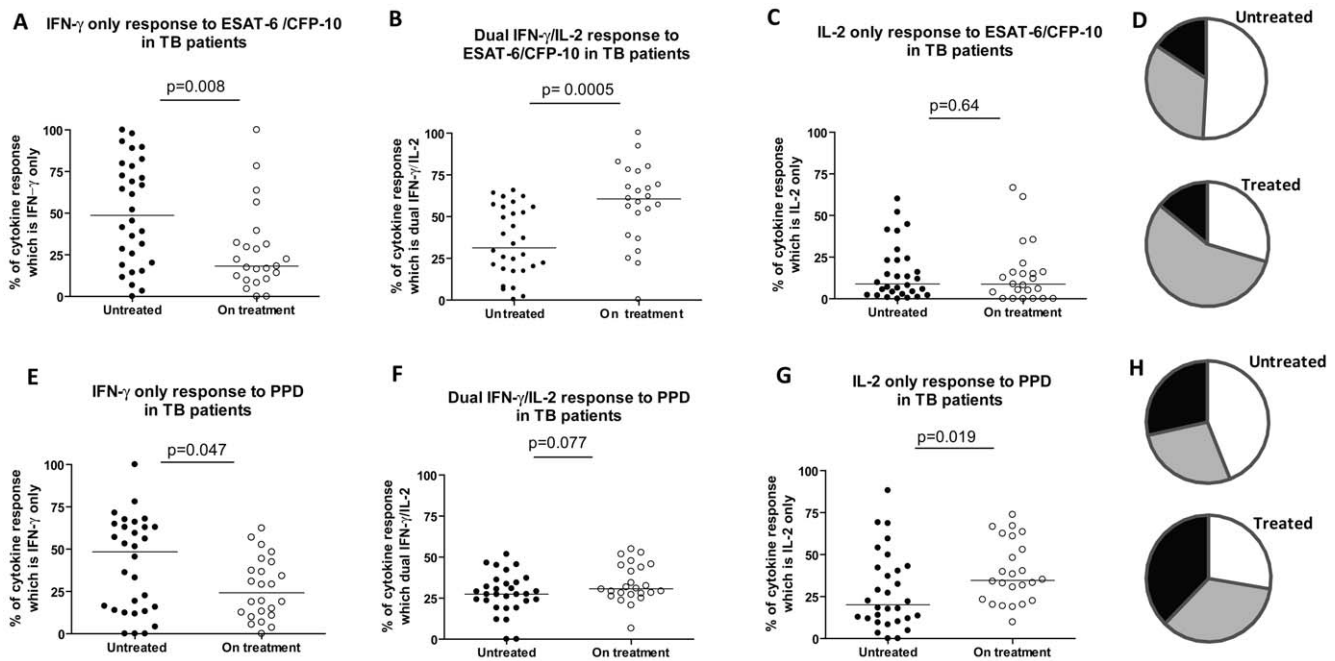 A
IFN-γ only response to ESAT-6 /CFP-10
in TB patients
p=0.008
% of cytokine response
which is IFN-γ only
100
75
50
25
0
Untreated
On treatment
B
Dual IFN-γ/IL-2 response to
ESAT-6/CFP-10 in TB patients
p= 0.0005
% of cytokine response
which is dual IFN-γ/IL-2
100
75
50
25
0
Untreated
On treatment
C
IL-2 only response to ESAT-6/CFP-10
in TB patients
p=0.64
% of cytokine response
which is IL-2 only
100
75
50
25
0
Untreated
On treatment
D
Untreated
Treated
E
IFN-γ only response to PPD
in TB patients
p=0.047
% of cytokine response
which is IFN-γ only
100
75
50
25
0
Untreated
On treatment
F
Dual IFN-γ/IL-2 response to PPD
in TB patients
p=0.077
% of cytokine response
which dual IFN-γ/IL-2
100
75
50
25
0
Untreated
On treatment
G
IL-2 only response to PPD
in TB patients
p=0.019
% of cytokine response
which is IL-2 only
100
75
50
25
0
Untreated
On treatment
H
Untreated
Treated